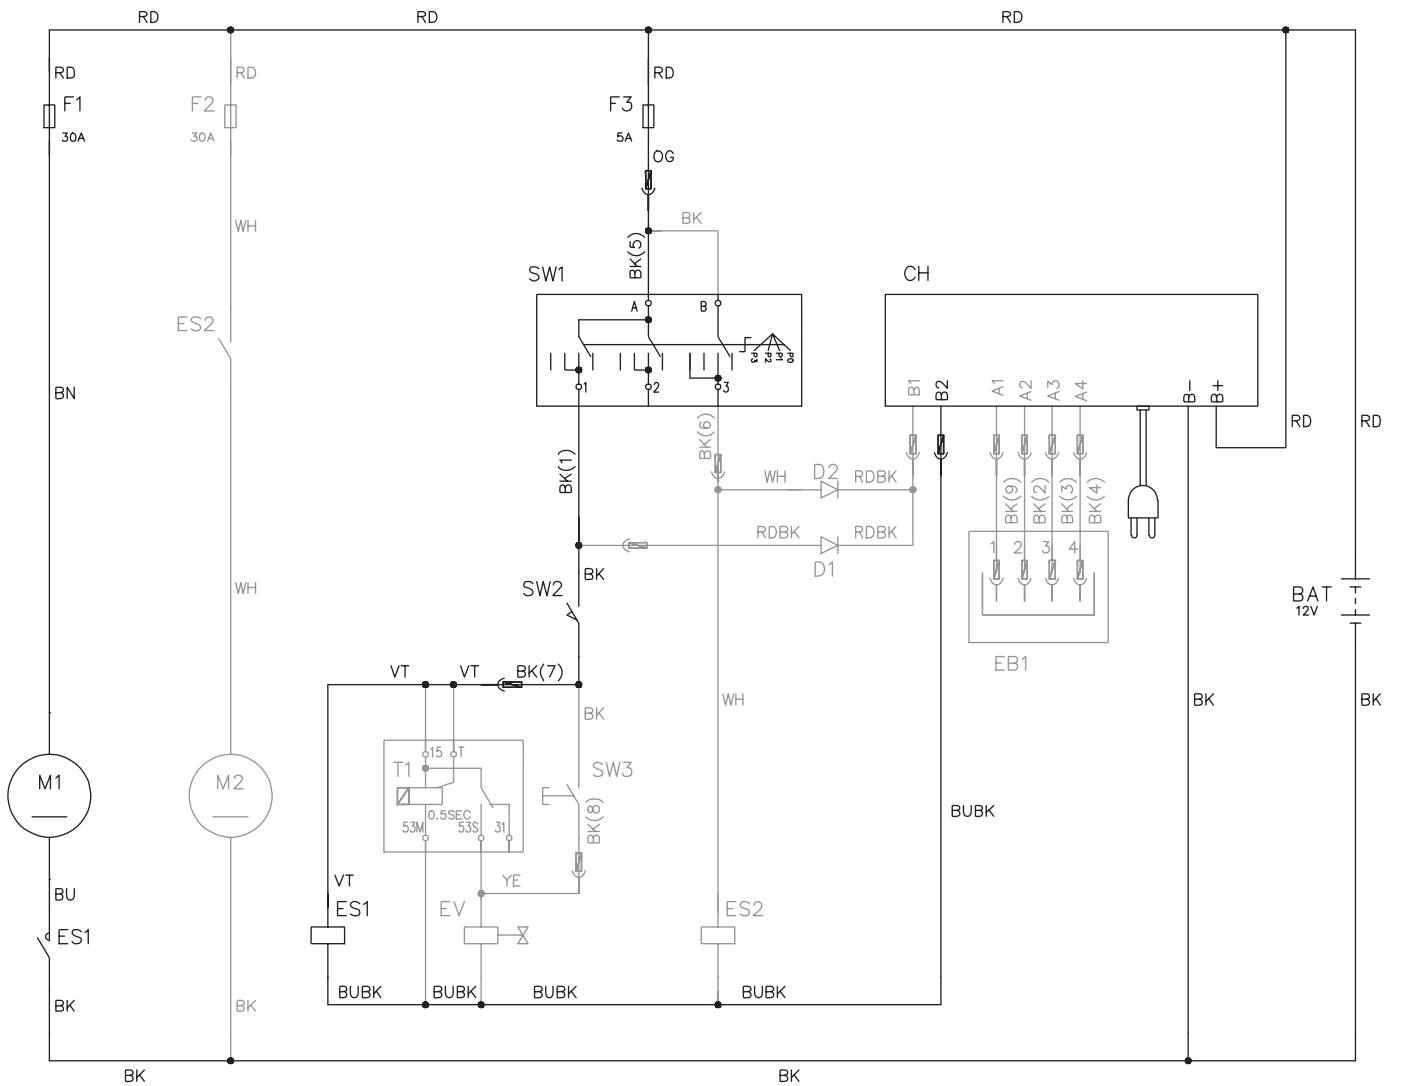 RD RD RD
RD RD RD
F1 F2 F3
30A 30A 5A
OG
BK
WH
BK(5)
SW1 CH
A B
ES2
P3 P2 P1 P0
1 2 3
BN
B1 B2 A1 A2 A3 A4 B- B+
RD RD
BK(1) BK(6)
WH D2 RDBK
BK(9) BK(2) BK(3) BK(4)
RDBK RDBK
D1
1 2 3 4
BK
SW2
WH
BAT
12V
EB1
VT VT BK(7)
BK WH BK BK
15 T
T1 SW3
M1 M2
0.5SEC
53M 53S 31
BK(8)
BUBK
VT YE
BU
ES1 EV ES2
ES1
BUBK BUBK BUBK BUBK
BK BK
BK BK